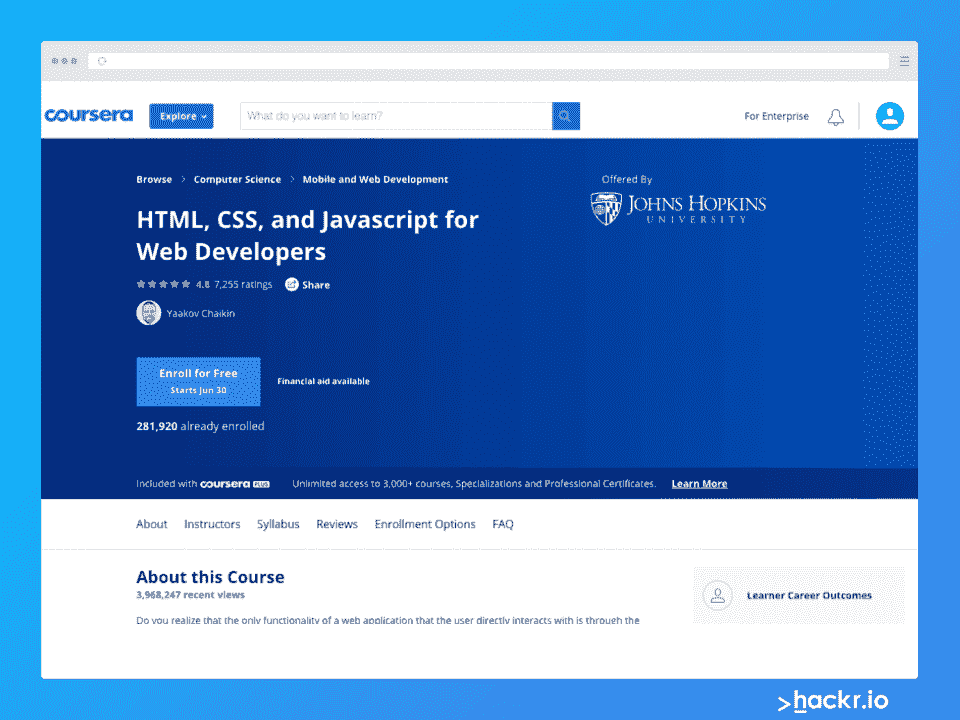 coursera
Explore
What do you want to learn?
For Enterprise
Browse > Computer Science > Mobile and Web Development
Offered By
JOHNS HOPKINS
UNIVERSITY
HTML, CSS, and Javascript for
Web Developers
4.8 7,255 ratings
Share
Yaakov Chaikin
Enroll for Free
Starts Jun 30
Financial aid available
281,920 already enrolled
Included with coursera PLUS
Unlimited access to 3,000+ courses, Specializations and Professional Certificates.
Learn More
About
Instructors
Syllabus
Reviews
Enrollment Options
FAQ
About this Course
3,968,247 recent views
Learner Career Outcomes
Do you realize that the only functionality of a web application that the user directly interacts with is through the
>hackr.io